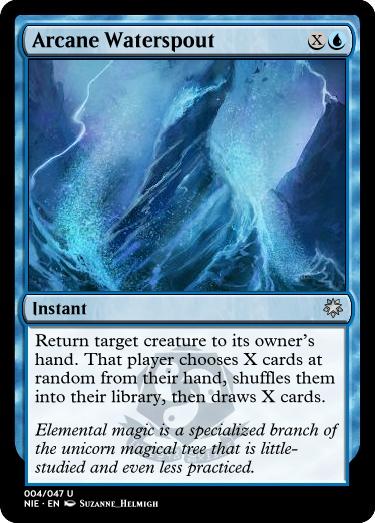 Arcane Waterspout X
Instant
Return target creature to its owner's
hand. That player chooses X cards at
random from their hand, shuffles them
into their library, then draws X cards.
Elemental magic is a specialized branch of
the unicorn magical tree that is little-
studied and even less practiced.
004/047 U
NIE · EN Suzanne_Helmigh